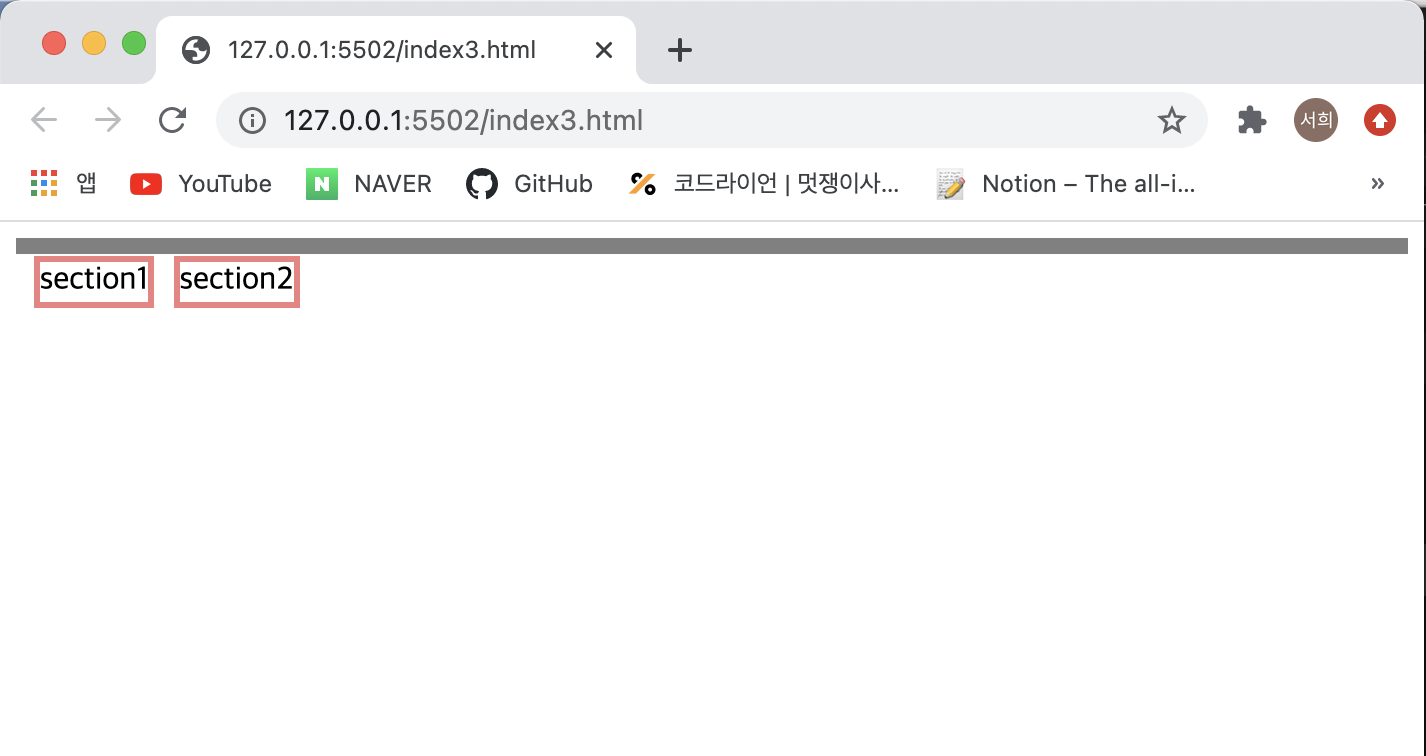 127.0.0.1:5502/index3.html
127.0.0.1:5502/index3.html
서희
앱 YouTube N NAVER GitHub 코드라이언 | 멋쟁이사... Notion – The all-i... »
section1 section2